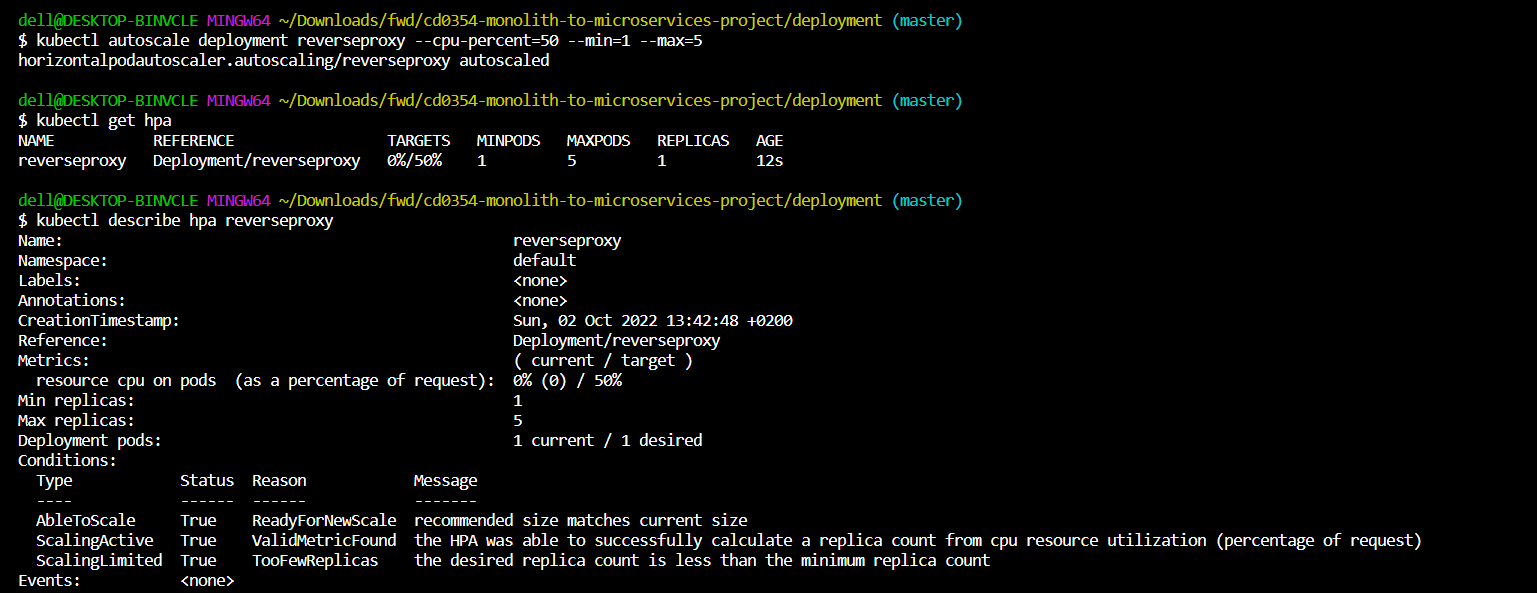 dell@DESKTOP-BINVCLE MINGW64 ~/Downloads/fwd/cd0354-monolith-to-microservices-project/deployment (master)
$ kubectl autoscale deployment reverseproxy --cpu-percent=50 --min=1 --max=5
horizontalpodautoscaler.autoscaling/reverseproxy autoscaled

dell@DESKTOP-BINVCLE MINGW64 ~/Downloads/fwd/cd0354-monolith-to-microservices-project/deployment (master)
$ kubectl get hpa
NAME           REFERENCE                 TARGETS   MINPODS   MAXPODS   REPLICAS   AGE
reverseproxy   Deployment/reverseproxy   0%/50%    1         5         1          12s

dell@DESKTOP-BINVCLE MINGW64 ~/Downloads/fwd/cd0354-monolith-to-microservices-project/deployment (master)
$ kubectl describe hpa reverseproxy
Name:                                                  reverseproxy
Namespace:                                             default
Labels:                                                <none>
Annotations:                                           <none>
CreationTimestamp:                                     Sun, 02 Oct 2022 13:42:48 +0200
Reference:                                             Deployment/reverseproxy
Metrics:                                               ( current / target )
  resource cpu on pods  (as a percentage of request):  0% (0) / 50%
Min replicas:                                          1
Max replicas:                                          5
Deployment pods:                                       1 current / 1 desired
Conditions:
  Type            Status  Reason            Message
  ----            ------  ------            -------
  AbleToScale     True    ReadyForNewScale  recommended size matches current size
  ScalingActive   True    ValidMetricFound  the HPA was able to successfully calculate a replica count from cpu resource utilization (percentage of request)
  ScalingLimited  True    TooFewReplicas    the desired replica count is less than the minimum replica count
Events:           <none>